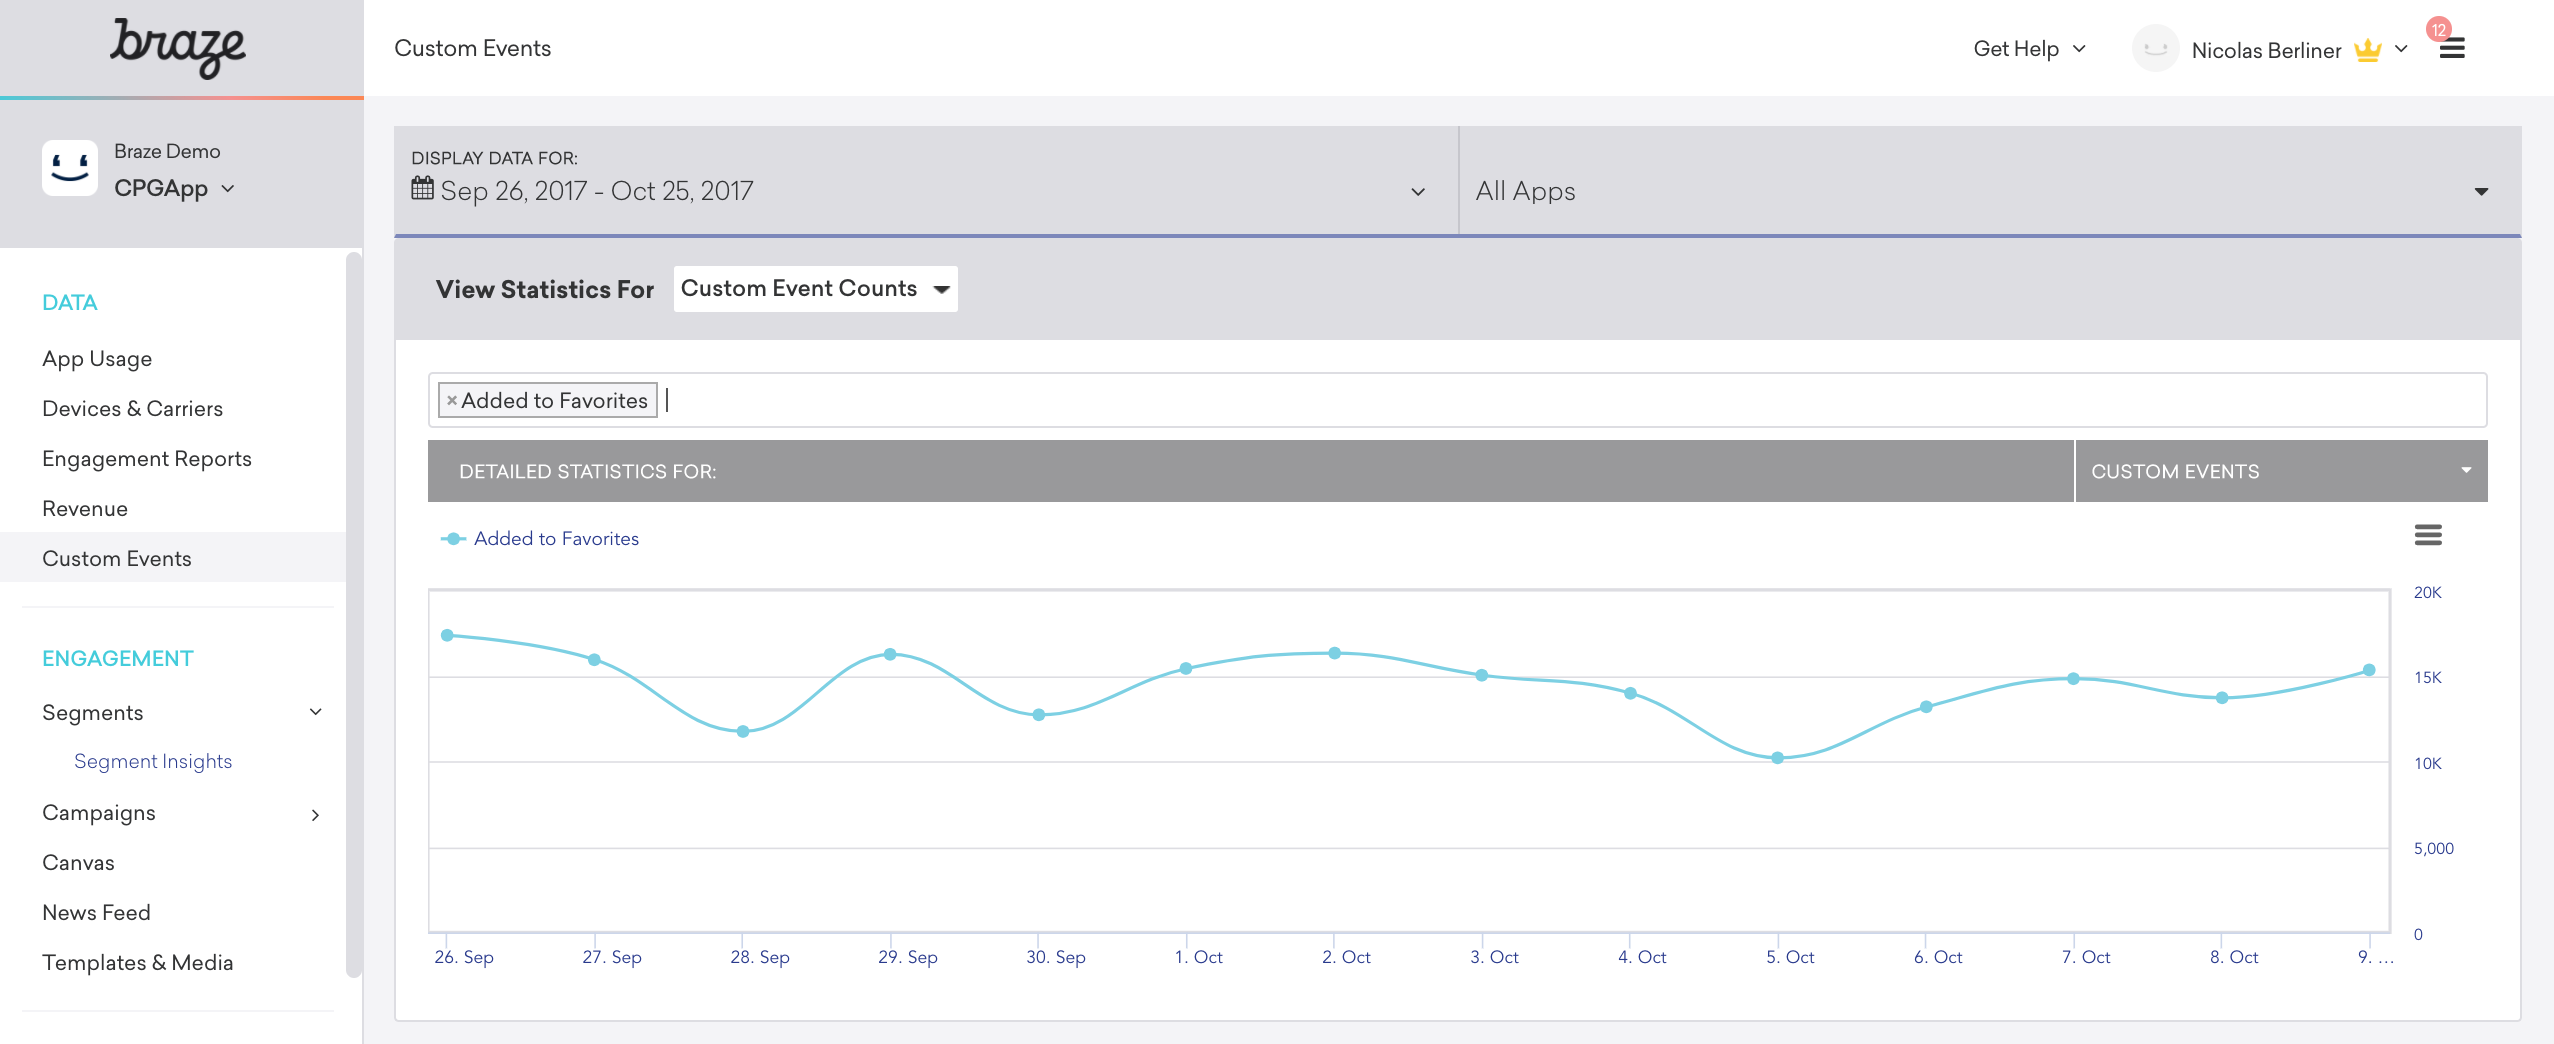 braze
Custom Events
Get Help
Nicolas Berliner
12
Braze Demo
CPGApp
DATA
App Usage
Devices & Carriers
Engagement Reports
Revenue
Custom Events
ENGAGEMENT
Segments
Segment Insights
Campaigns
Canvas
News Feed
Templates & Media
DISPLAY DATA FOR:
Sep 26, 2017 - Oct 25, 2017
All Apps
View Statistics For Custom Event Counts
×Added to Favorites
DETAILED STATISTICS FOR:
CUSTOM EVENTS
Added to Favorites
20K
15K
10K
5,000
0
26. Sep 27. Sep 28. Sep 29. Sep 30. Sep 1. Oct 2. Oct 3. Oct 4. Oct 5. Oct 6. Oct 7. Oct 8. Oct 9. ...